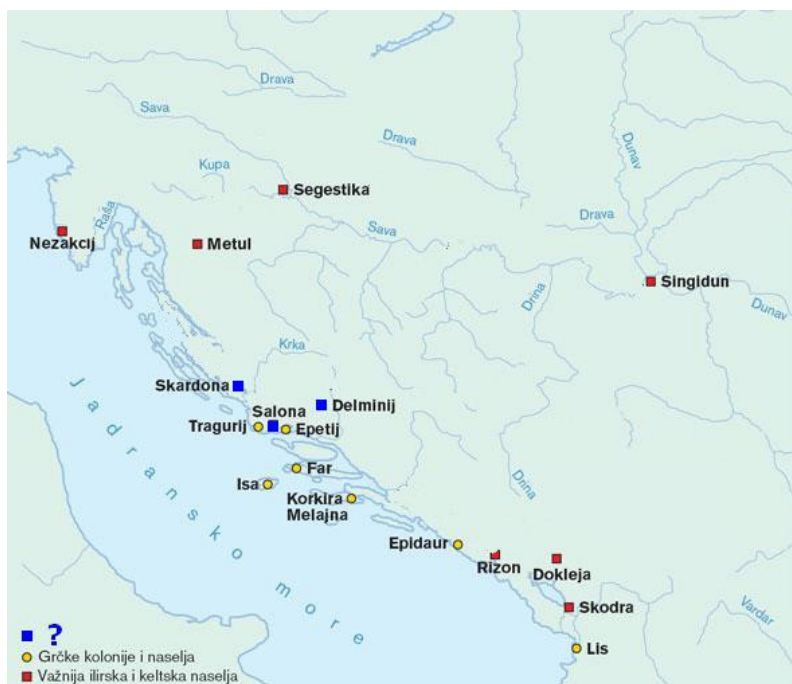 Drava
Sava
Drava
Dunav
Kupa
Segestika
Raša
Sava
Drava
Nezakcij
Metul
Singidun
Drina
Dunav
Krka
Skardona
Salona
Delminij
Tragurij
Epetij
Jadransko more
Far
Isa
Drina
Korkira
Melajna
Epidaur
Rizon
Dokleja
Skodra
Vardar
Lis
?
Grčke kolonije i naselja
Važnija ilirska i keltska naselja